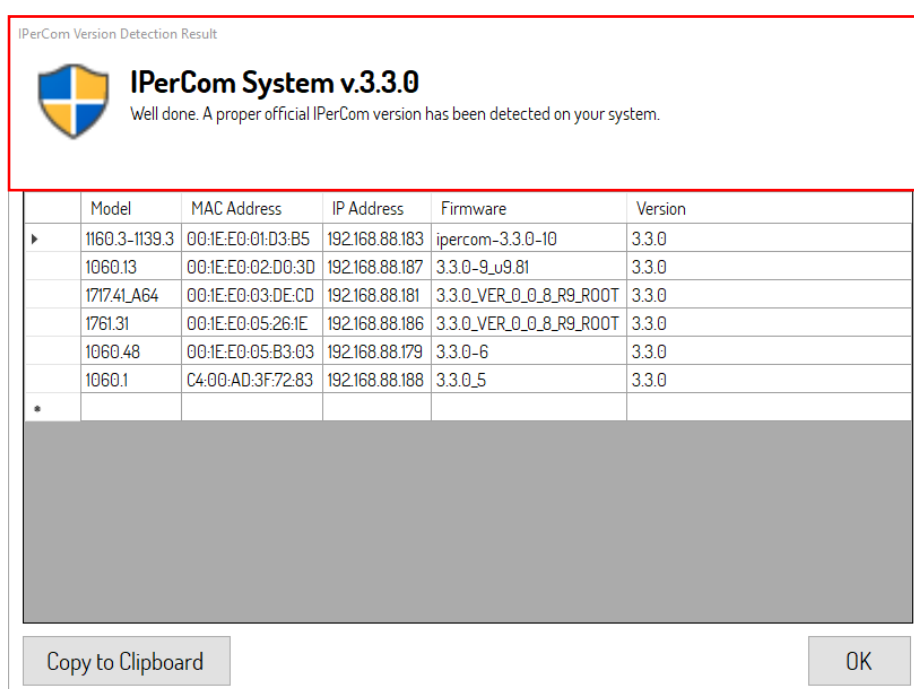 IPerCom Version Detection Result
IPerCom System v.3.3.0
Well done. A proper official IPerCom version has been detected on your system.
Model MAC Address IP Address Firmware Version
1160.3-1139.3 00:1E:E0:01:D3:B5 192.168.88.183 ipercom-3.3.0-10 3.3.0
1060.13 00:1E:E0:02:D0:3D 192.168.88.187 3.3.0-9_u9.81 3.3.0
1717.41_A64 00:1E:E0:03:DE:CD 192.168.88.181 3.3.0_VER_0_0_8_R9_ROOT 3.3.0
1761.31 00:1E:E0:05:26:1E 192.168.88.186 3.3.0_VER_0_0_8_R9_ROOT 3.3.0
1060.48 00:1E:E0:05:B3:03 192.168.88.179 3.3.0-6 3.3.0
1060.1 C4:00:AD:3F:72:83 192.168.88.188 3.3.0_5 3.3.0
*
Copy to Clipboard OK